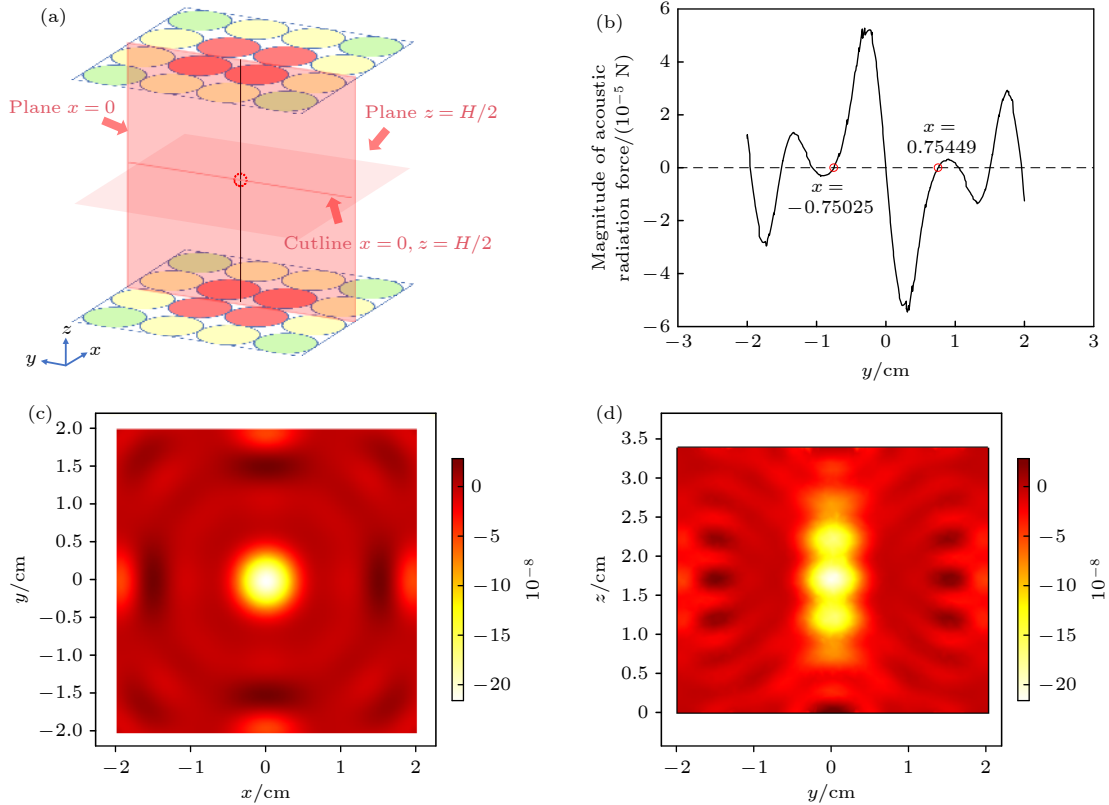 (a)
Plane x = 0
Plane z = H/2
Cutline x = 0, z = H/2
z
y
x
(b)
6
4
2
0
−2
−4
−6
Magnitude of acoustic
radiation force/(10⁻⁵ N)
x =
0.75449
x =
−0.75025
−3
−2
−1
0
1
2
3
y/cm
(c)
2.0
1.5
1.0
0.5
0
−0.5
−1.0
−1.5
−2.0
y/cm
−2
−1
0
1
2
x/cm
0
−5
−10
−15
−20
10⁻⁸
(d)
3.5
3.0
2.5
2.0
1.5
1.0
0.5
0
z/cm
−2
−1
0
1
2
y/cm
0
−5
−10
−15
−20
10⁻⁸